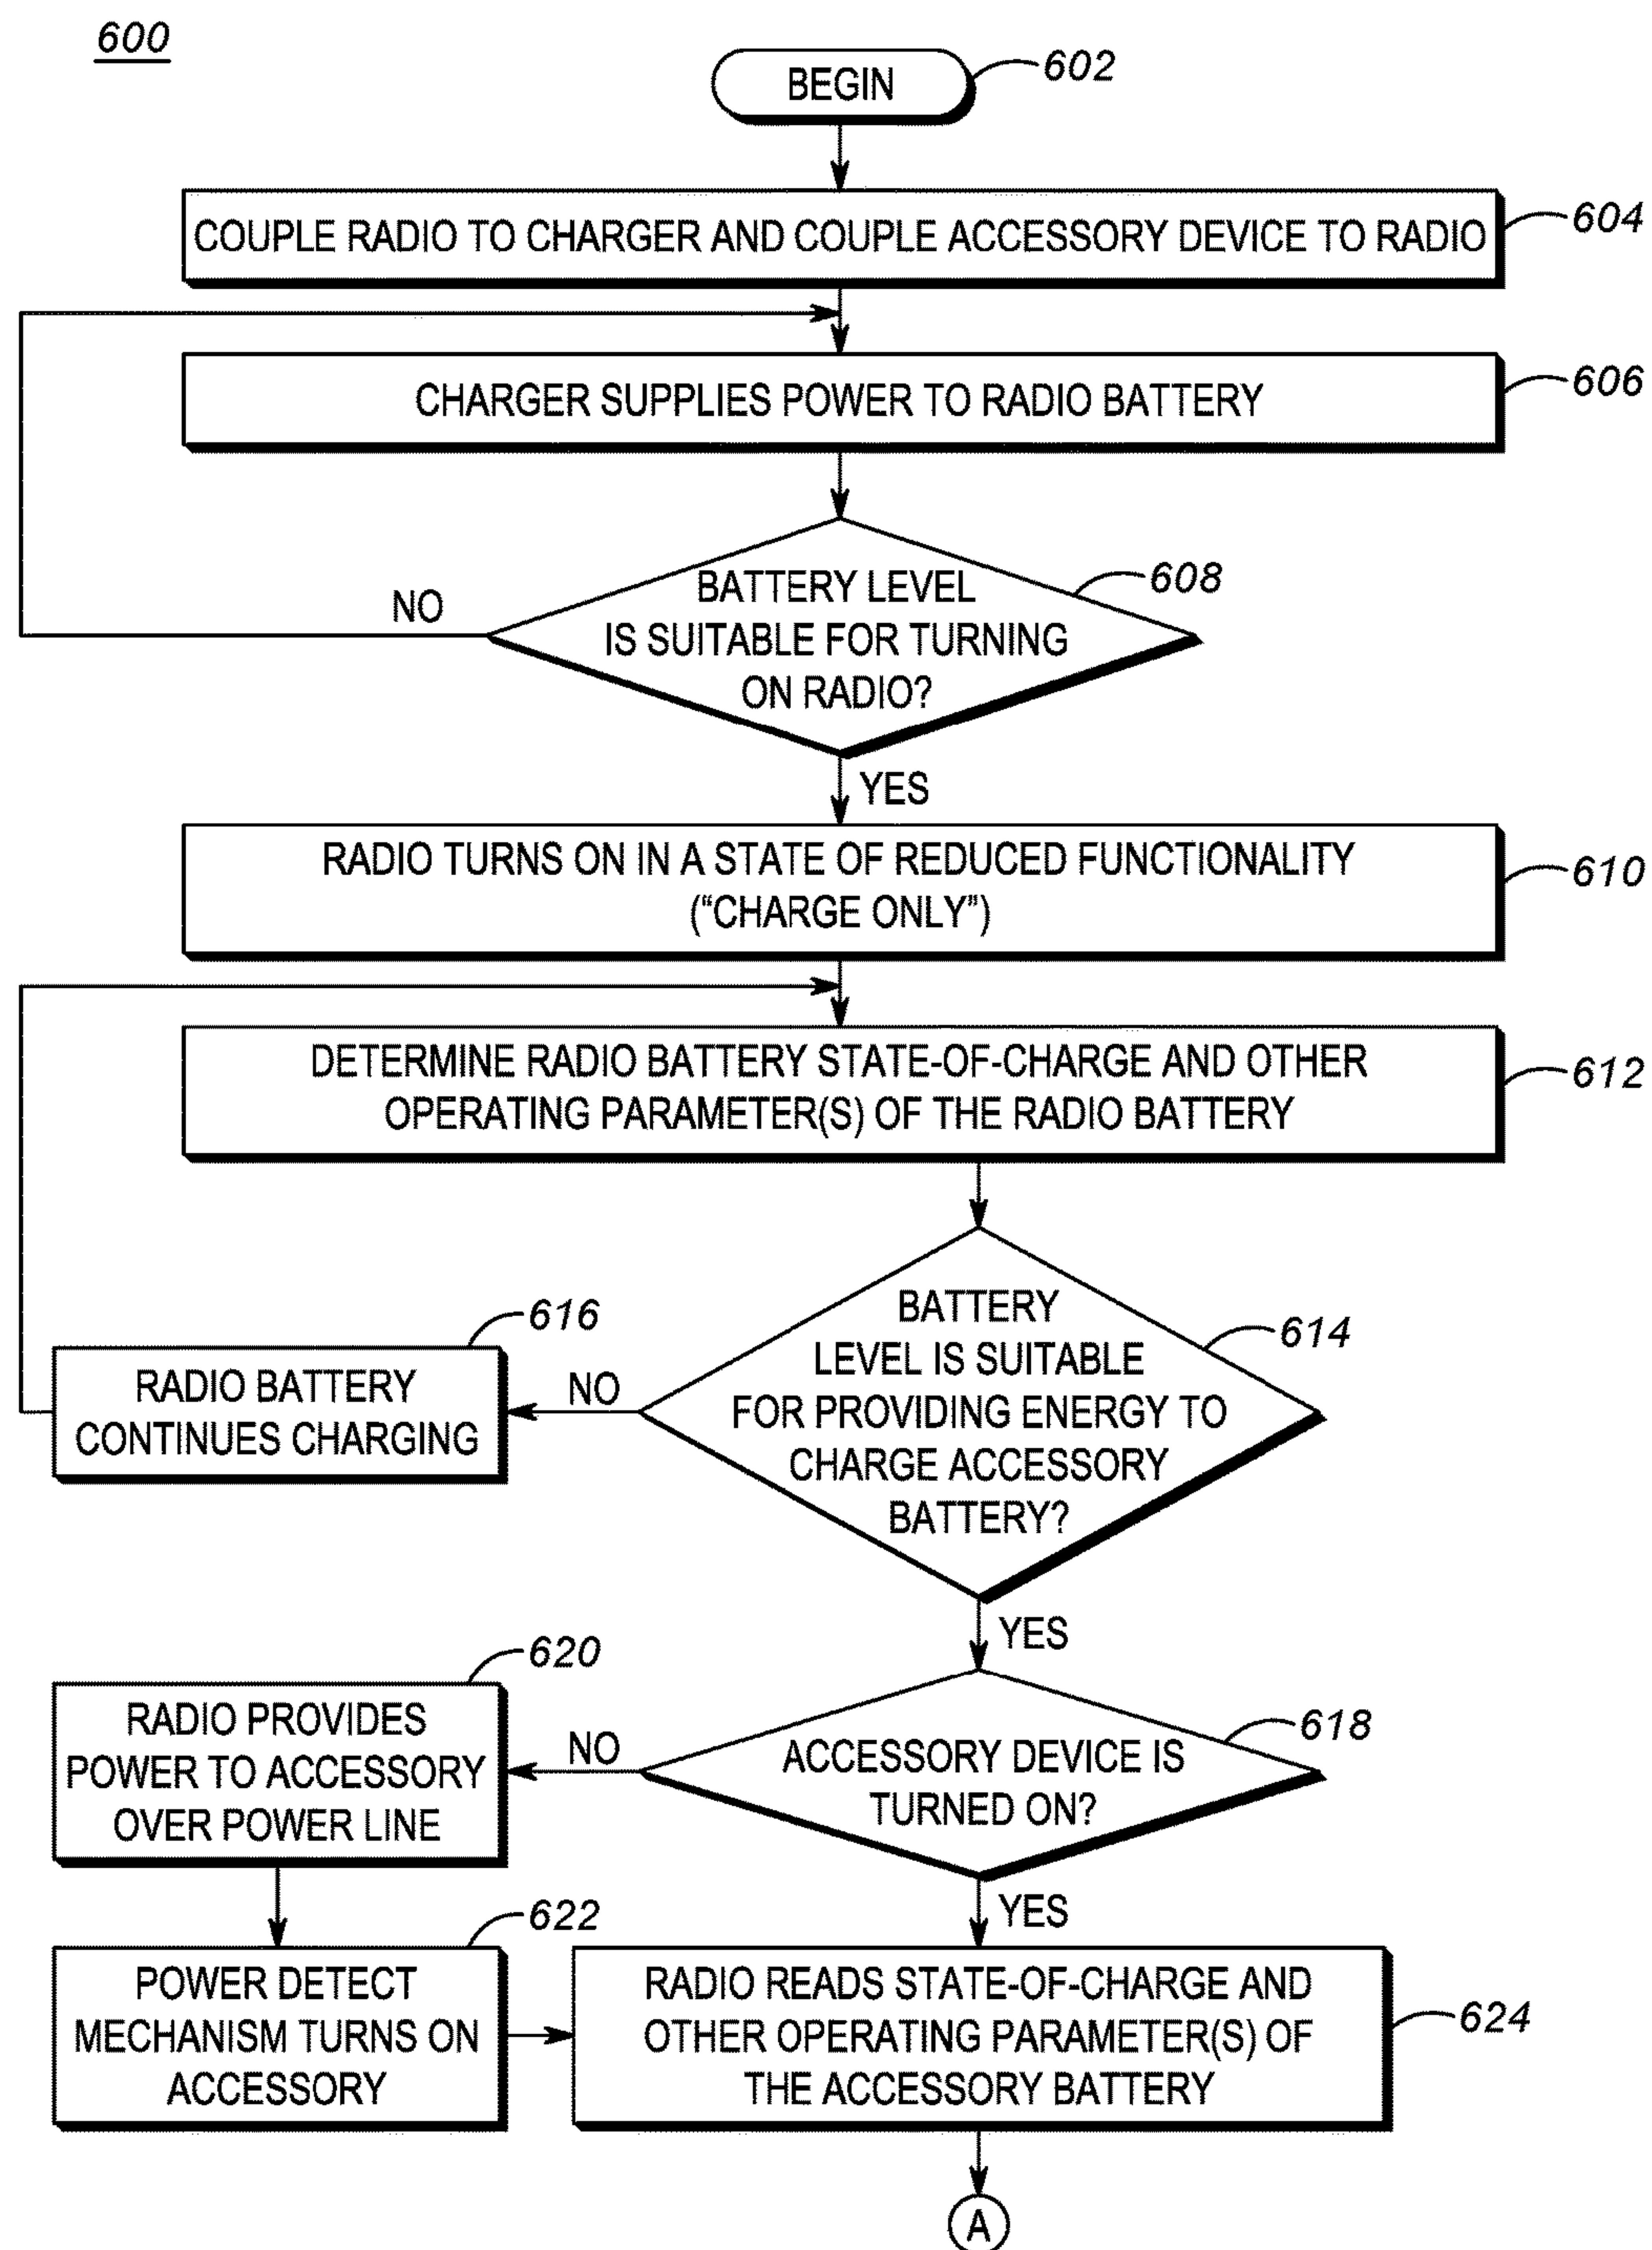 600
BEGIN
602
COUPLE RADIO TO CHARGER AND COUPLE ACCESSORY DEVICE TO RADIO
604
CHARGER SUPPLIES POWER TO RADIO BATTERY
606
BATTERY LEVEL
IS SUITABLE FOR TURNING
ON RADIO?
608
NO
YES
RADIO TURNS ON IN A STATE OF REDUCED FUNCTIONALITY
("CHARGE ONLY")
610
DETERMINE RADIO BATTERY STATE-OF-CHARGE AND OTHER
OPERATING PARAMETER(S) OF THE RADIO BATTERY
612
BATTERY
LEVEL IS SUITABLE
FOR PROVIDING ENERGY TO
CHARGE ACCESSORY
BATTERY?
614
NO
616
RADIO BATTERY
CONTINUES CHARGING
YES
ACCESSORY DEVICE IS
TURNED ON?
618
NO
620
RADIO PROVIDES
POWER TO ACCESSORY
OVER POWER LINE
YES
622
POWER DETECT
MECHANISM TURNS ON
ACCESSORY
RADIO READS STATE-OF-CHARGE AND
OTHER OPERATING PARAMETER(S) OF
THE ACCESSORY BATTERY
624
A